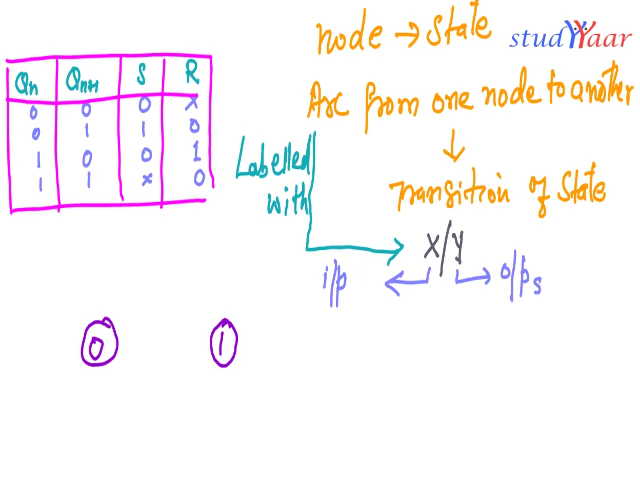 node → State
studYYaar
Qn Qn+1 S R
0 0 0 X
0 1 1 0
1 0 0 1
1 1 x 0
Arc from one node to another
↓
Transition of State
Labelled
with
x/y
i/p
o/ps
0 1